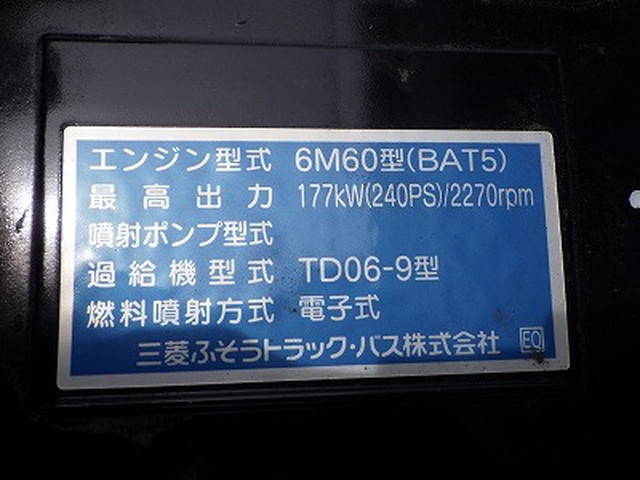 エンジン型式 6M60型(BAT5)
最高出力 177kW(240PS)/2270rpm
噴射ポンプ型式
過給機型式 TD06-9型
燃料噴射方式 電子式
三菱ふそうトラック・バス株式会社 EQ